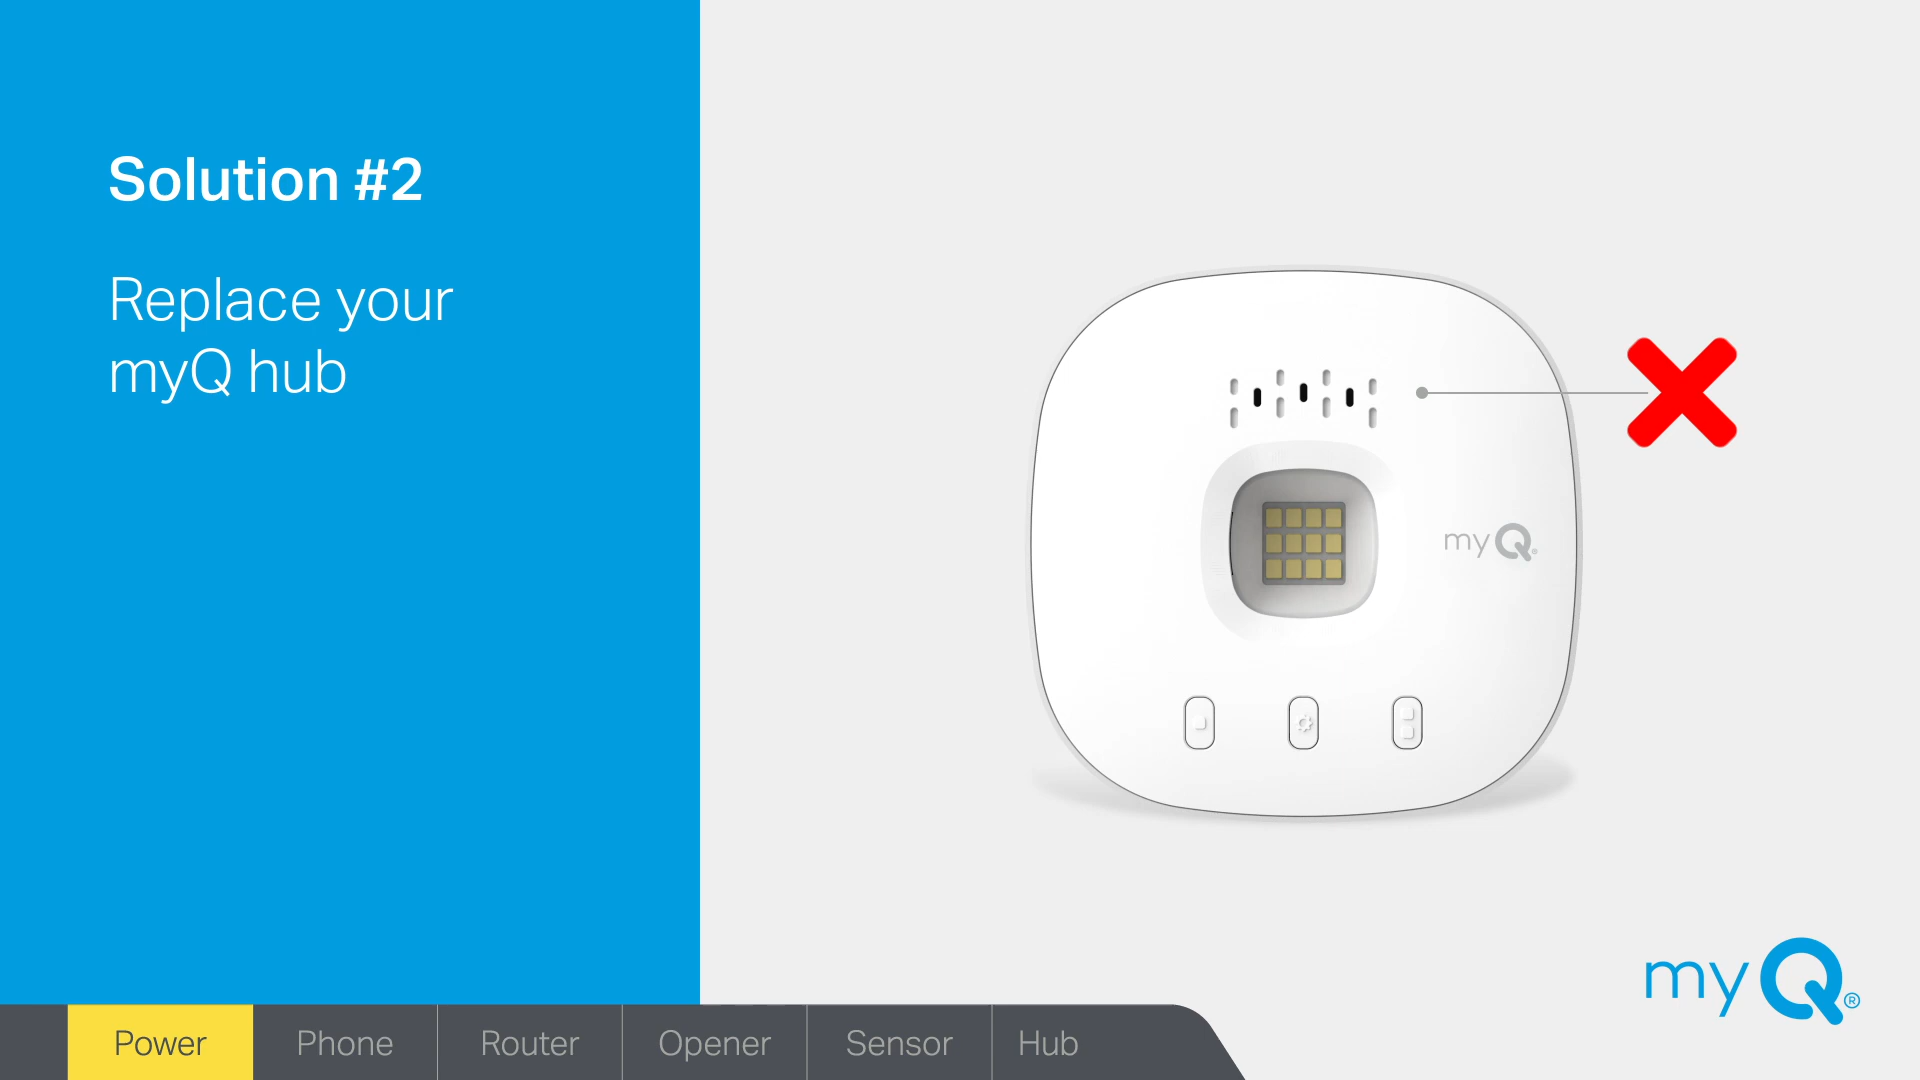 Solution #2
Replace your
myQ hub
myQ
myQ®
Power
Phone
Router
Opener
Sensor
Hub